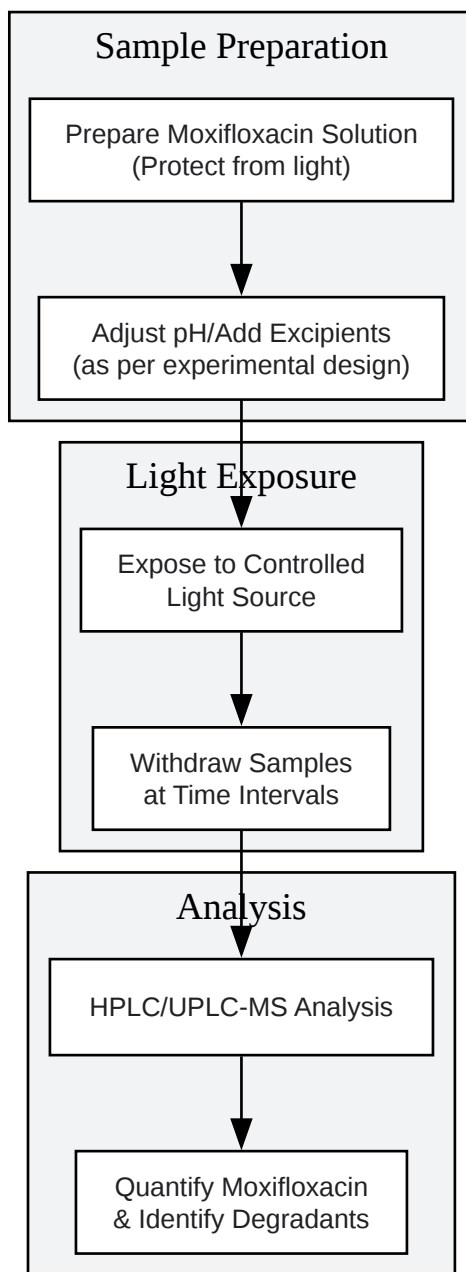 Sample Preparation
Prepare Moxifloxacin Solution
(Protect from light)
Adjust pH/Add Excipients
(as per experimental design)
Light Exposure
Expose to Controlled
Light Source
Withdraw Samples
at Time Intervals
Analysis
HPLC/UPLC-MS Analysis
Quantify Moxifloxacin
& Identify Degradants